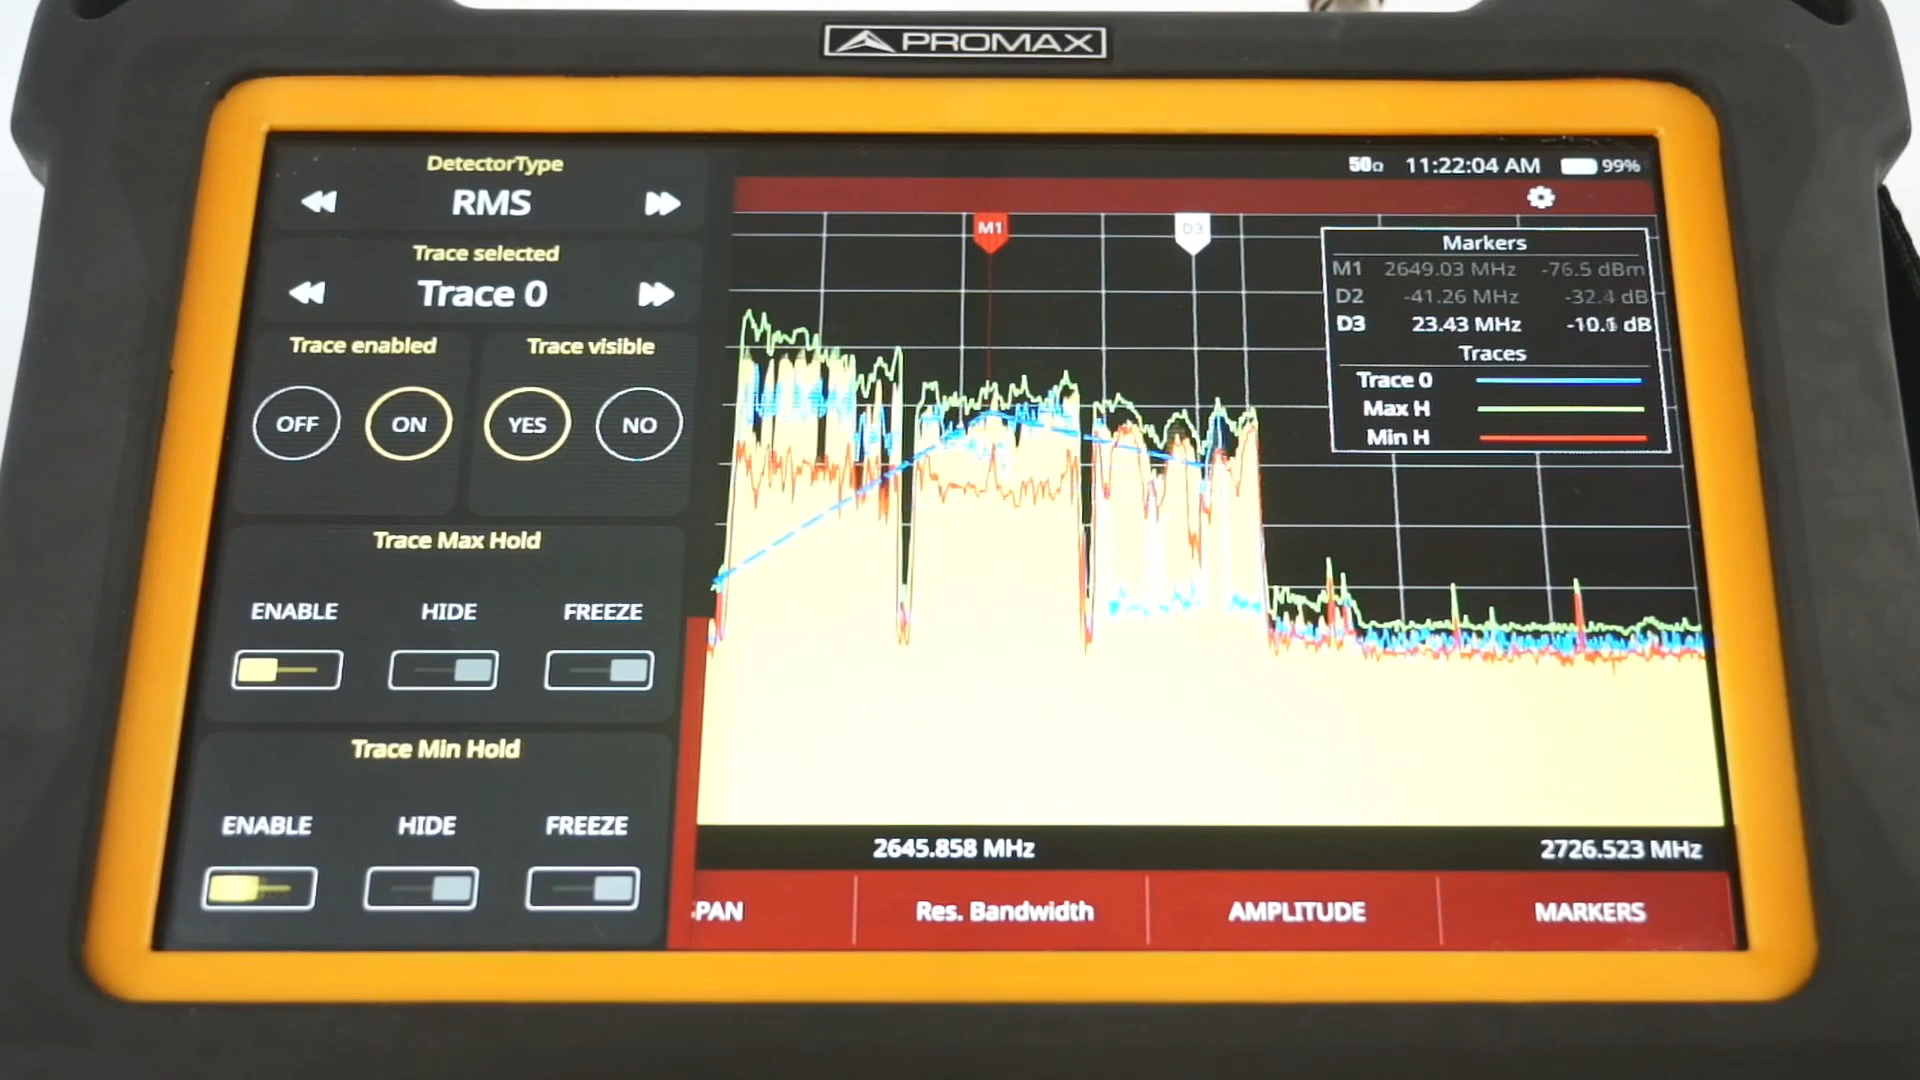 PROMAX
50Ω 11:22:04 AM 99%
DetectorType
RMS
Trace selected
Trace 0
Trace enabled
Trace visible
OFF
ON
YES
NO
Trace Max Hold
ENABLE
HIDE
FREEZE
Trace Min Hold
ENABLE
HIDE
FREEZE
M1
D3
Markers
M1 2649.03 MHz -76.5 dBm
D2 -41.26 MHz -32.4 dB
D3 23.43 MHz dB
Traces
Trace 0
Max H
Min H
2645.858 MHz
2726.523 MHz
PAN
Res. Bandwidth
AMPLITUDE
MARKERS